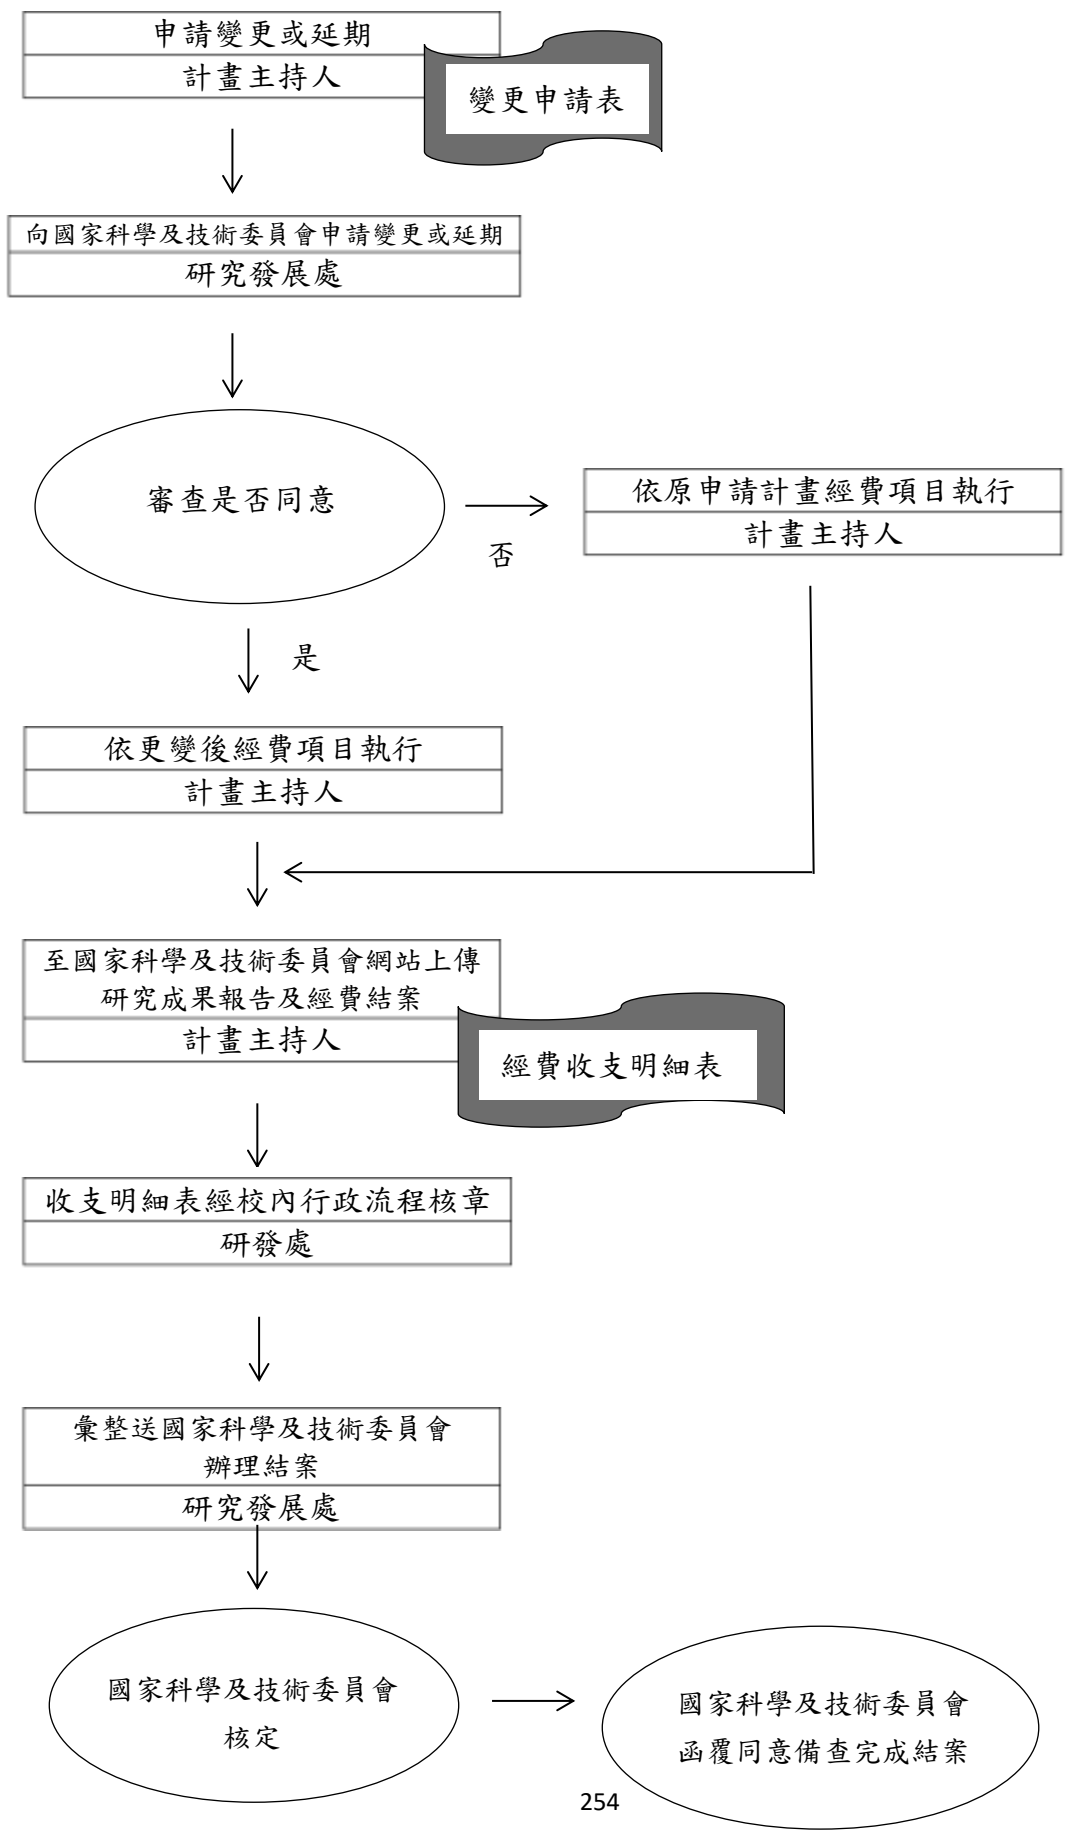 申請變更或延期
計畫主持人
變更申請表
向國家科學及技術委員會申請變更或延期
研究發展處
審查是否同意
否
依原申請計畫經費項目執行
計畫主持人
是
依更變後經費項目執行
計畫主持人
至國家科學及技術委員會網站上傳
研究成果報告及經費結案
計畫主持人
經費收支明細表
收支明細表經校內行政流程核章
研發處
彙整送國家科學及技術委員會
辦理結案
研究發展處
國家科學及技術委員會
核定
國家科學及技術委員會
函覆同意備查完成結案
254